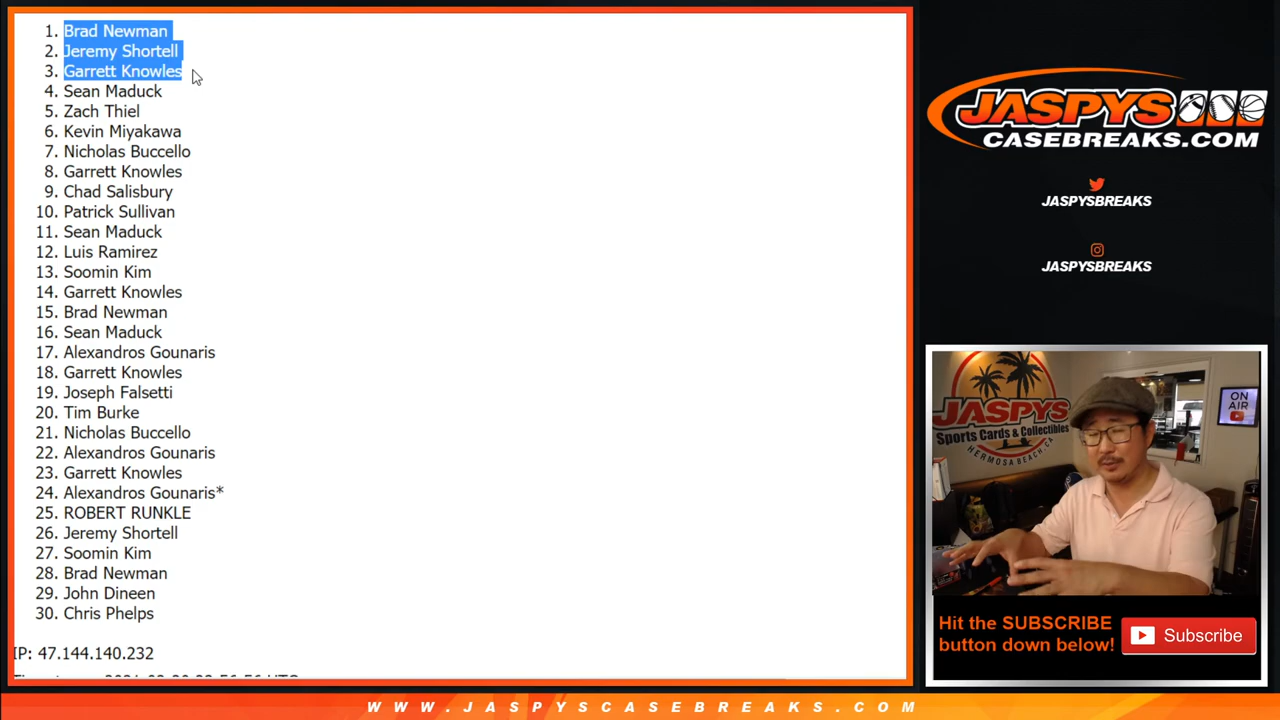 1. Brad Newman
2. Jeremy Shortell
3. Garrett Knowles
4. Sean Maduck
5. Zach Thiel
6. Kevin Miyakawa
7. Nicholas Buccello
8. Garrett Knowles
9. Chad Salisbury
10. Patrick Sullivan
11. Sean Maduck
12. Luis Ramirez
13. Soomin Kim
14. Garrett Knowles
15. Brad Newman
16. Sean Maduck
17. Alexandros Gounaris
18. Garrett Knowles
19. Joseph Falsetti
20. Tim Burke
21. Nicholas Buccello
22. Alexandros Gounaris
23. Garrett Knowles
24. Alexandros Gounaris*
25. ROBERT RUNKLE
26. Jeremy Shortell
27. Soomin Kim
28. Brad Newman
29. John Dineen
30. Chris Phelps
IP: 47.144.140.232
JASPYS
CASEBREAKS.COM
JASPYSBREAKS
JASPYSBREAKS
JASPYS
Sports Cards & Collectibles
HERMOSA BEACH, CA
ON
AIR
Hit the SUBSCRIBE
button down below!
Subscribe
WWW.JASPYSCASEBREAKS.COM